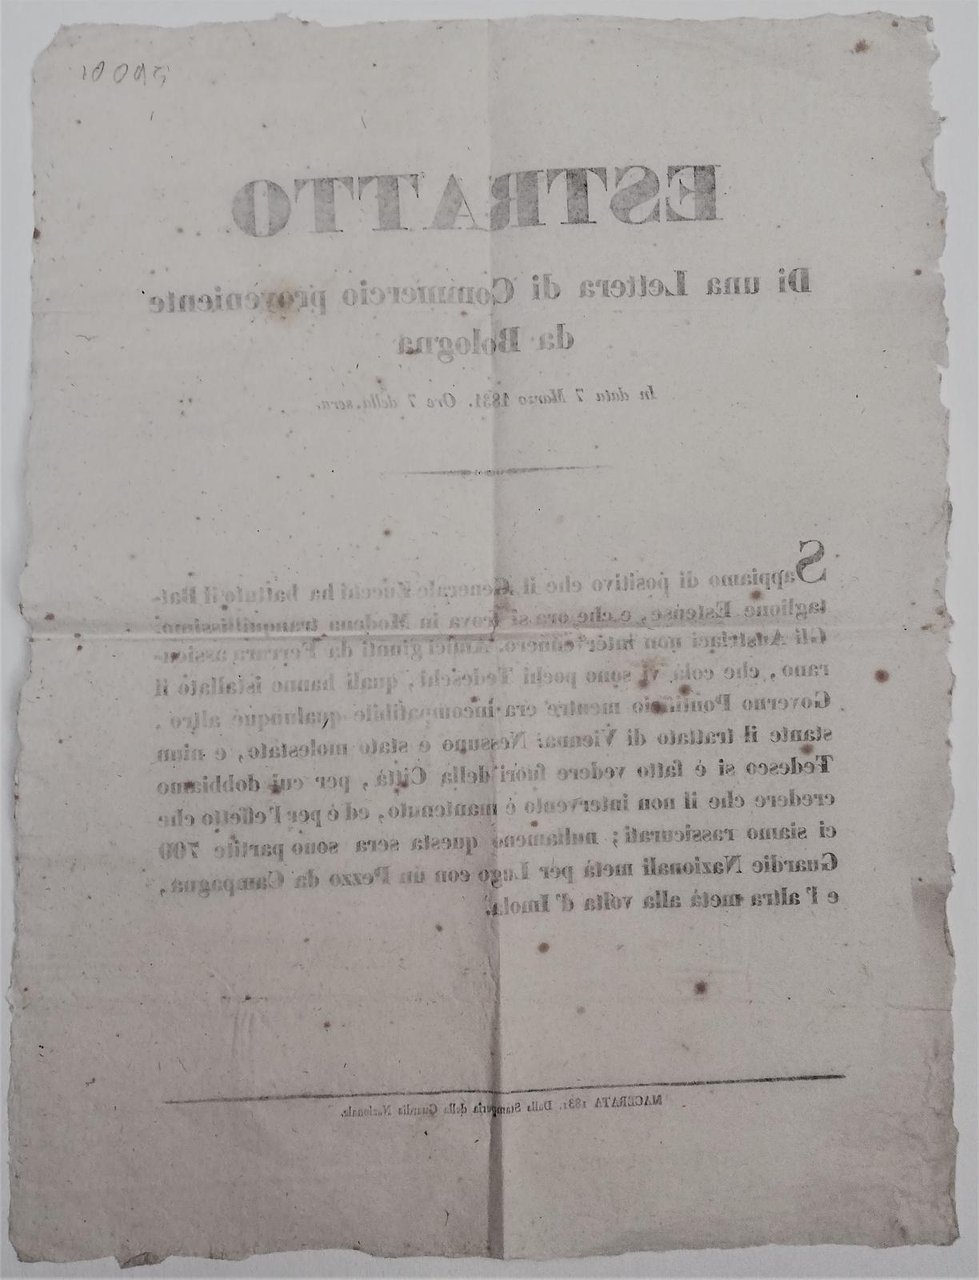 ESTRATTO
Di una Lettera di Commercio proveniente
da Bologna
In data 7 Marzo 1831. Ore 7 della sera.
Sappiamo di positivo che il Generale Zucchi ha battuto il Bat-
taglione Estense, e che ora si trova in Modena tranquillissimo.
Gli Austriaci non intervennero. Amici giunti da Ferrara assicu-
rano, che colà vi sono pochi Tedeschi, quali hanno istallato il
Governo Pontificio mentre era incompatibile qualunque altro,
stante il trattato di Vienna: Nessuno è stato molestato, e niun
Tedesco si è fatto vedere fuori della Città, per cui dobbiamo
credere che il non intervento è mantenuto, ed è per l'effetto che
ci siamo rassicurati; nullameno questa sera sono partite 700
Guardie Nazionali metà per Lugo con un Pezzo da Campagna,
e l'altra metà alla volta d'Imola.
MACERATA 1831. Dalla Stamperia della Guardia Nazionale.